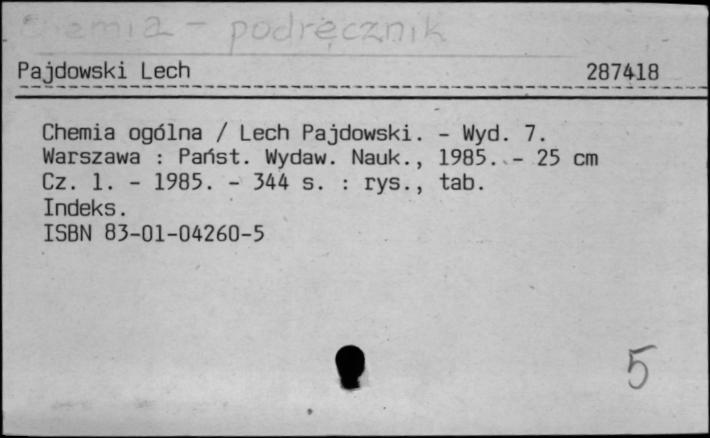 Chemia - podręcznik
Pajdowski Lech 287418
Chemia ogólna / Lech Pajdowski. - Wyd. 7.
Warszawa : Państ. Wydaw. Nauk., 1985. - 25 cm
Cz. 1. - 1985. - 344 s. : rys., tab.
Indeks.
ISBN 83-01-04260-5
5